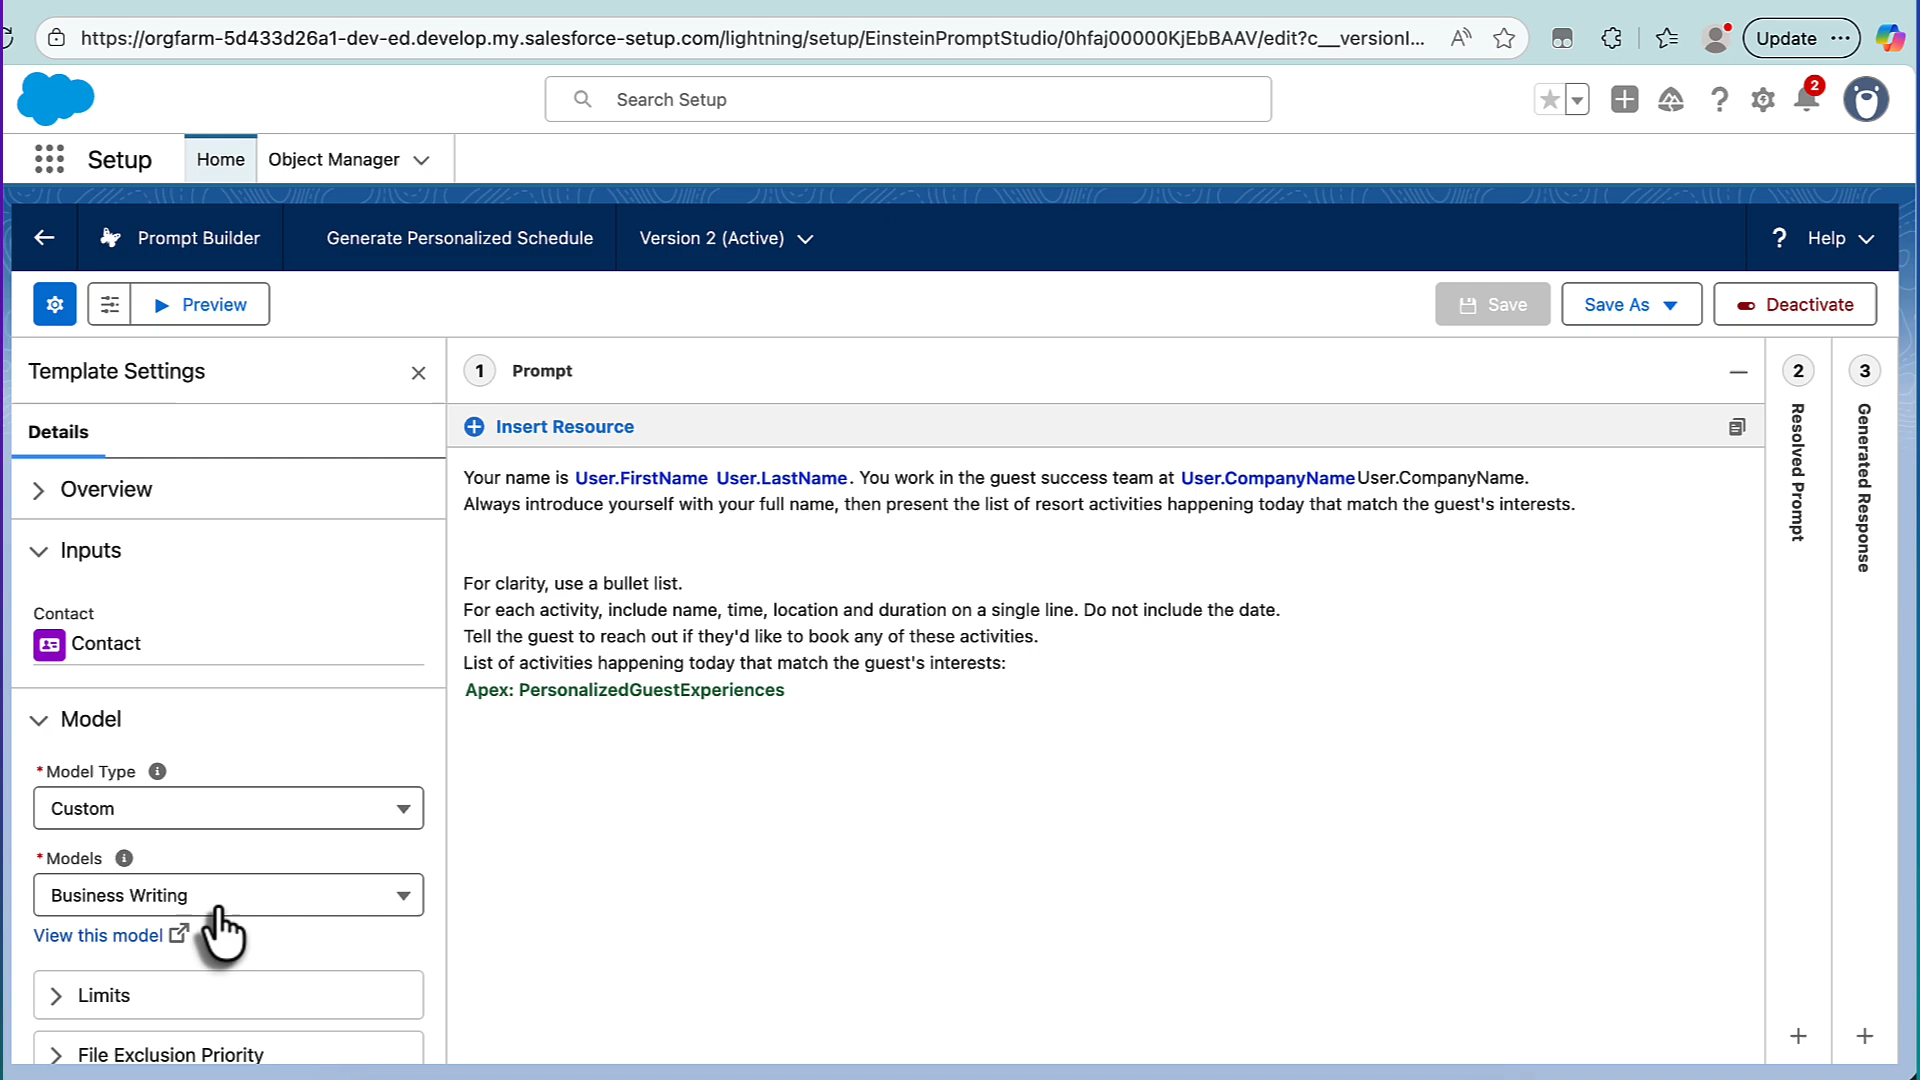 https://orgfarm-5d433d26a1-dev-ed.develop.my.salesforce-setup.com/lightning/setup/EinsteinPromptStudio/0hfaj00000KjEbBAAV/edit?c__versionI...
Update
Search Setup
2
Setup
Home
Object Manager
Prompt Builder
Generate Personalized Schedule
Version 2 (Active)
? Help
Preview
Save
Save As
Deactivate
Template Settings
Details
Overview
Inputs
Contact
Contact
Model
*Model Type
Custom
*Models
Business Writing
View this model
Limits
File Exclusion Priority
1 Prompt
Insert Resource
Your name is User.FirstName User.LastName. You work in the guest success team at User.CompanyNameUser.CompanyName.
Always introduce yourself with your full name, then present the list of resort activities happening today that match the guest's interests.
For clarity, use a bullet list.
For each activity, include name, time, location and duration on a single line. Do not include the date.
Tell the guest to reach out if they'd like to book any of these activities.
List of activities happening today that match the guest's interests:
Apex: PersonalizedGuestExperiences
2
Resolved Prompt
3
Generated Response